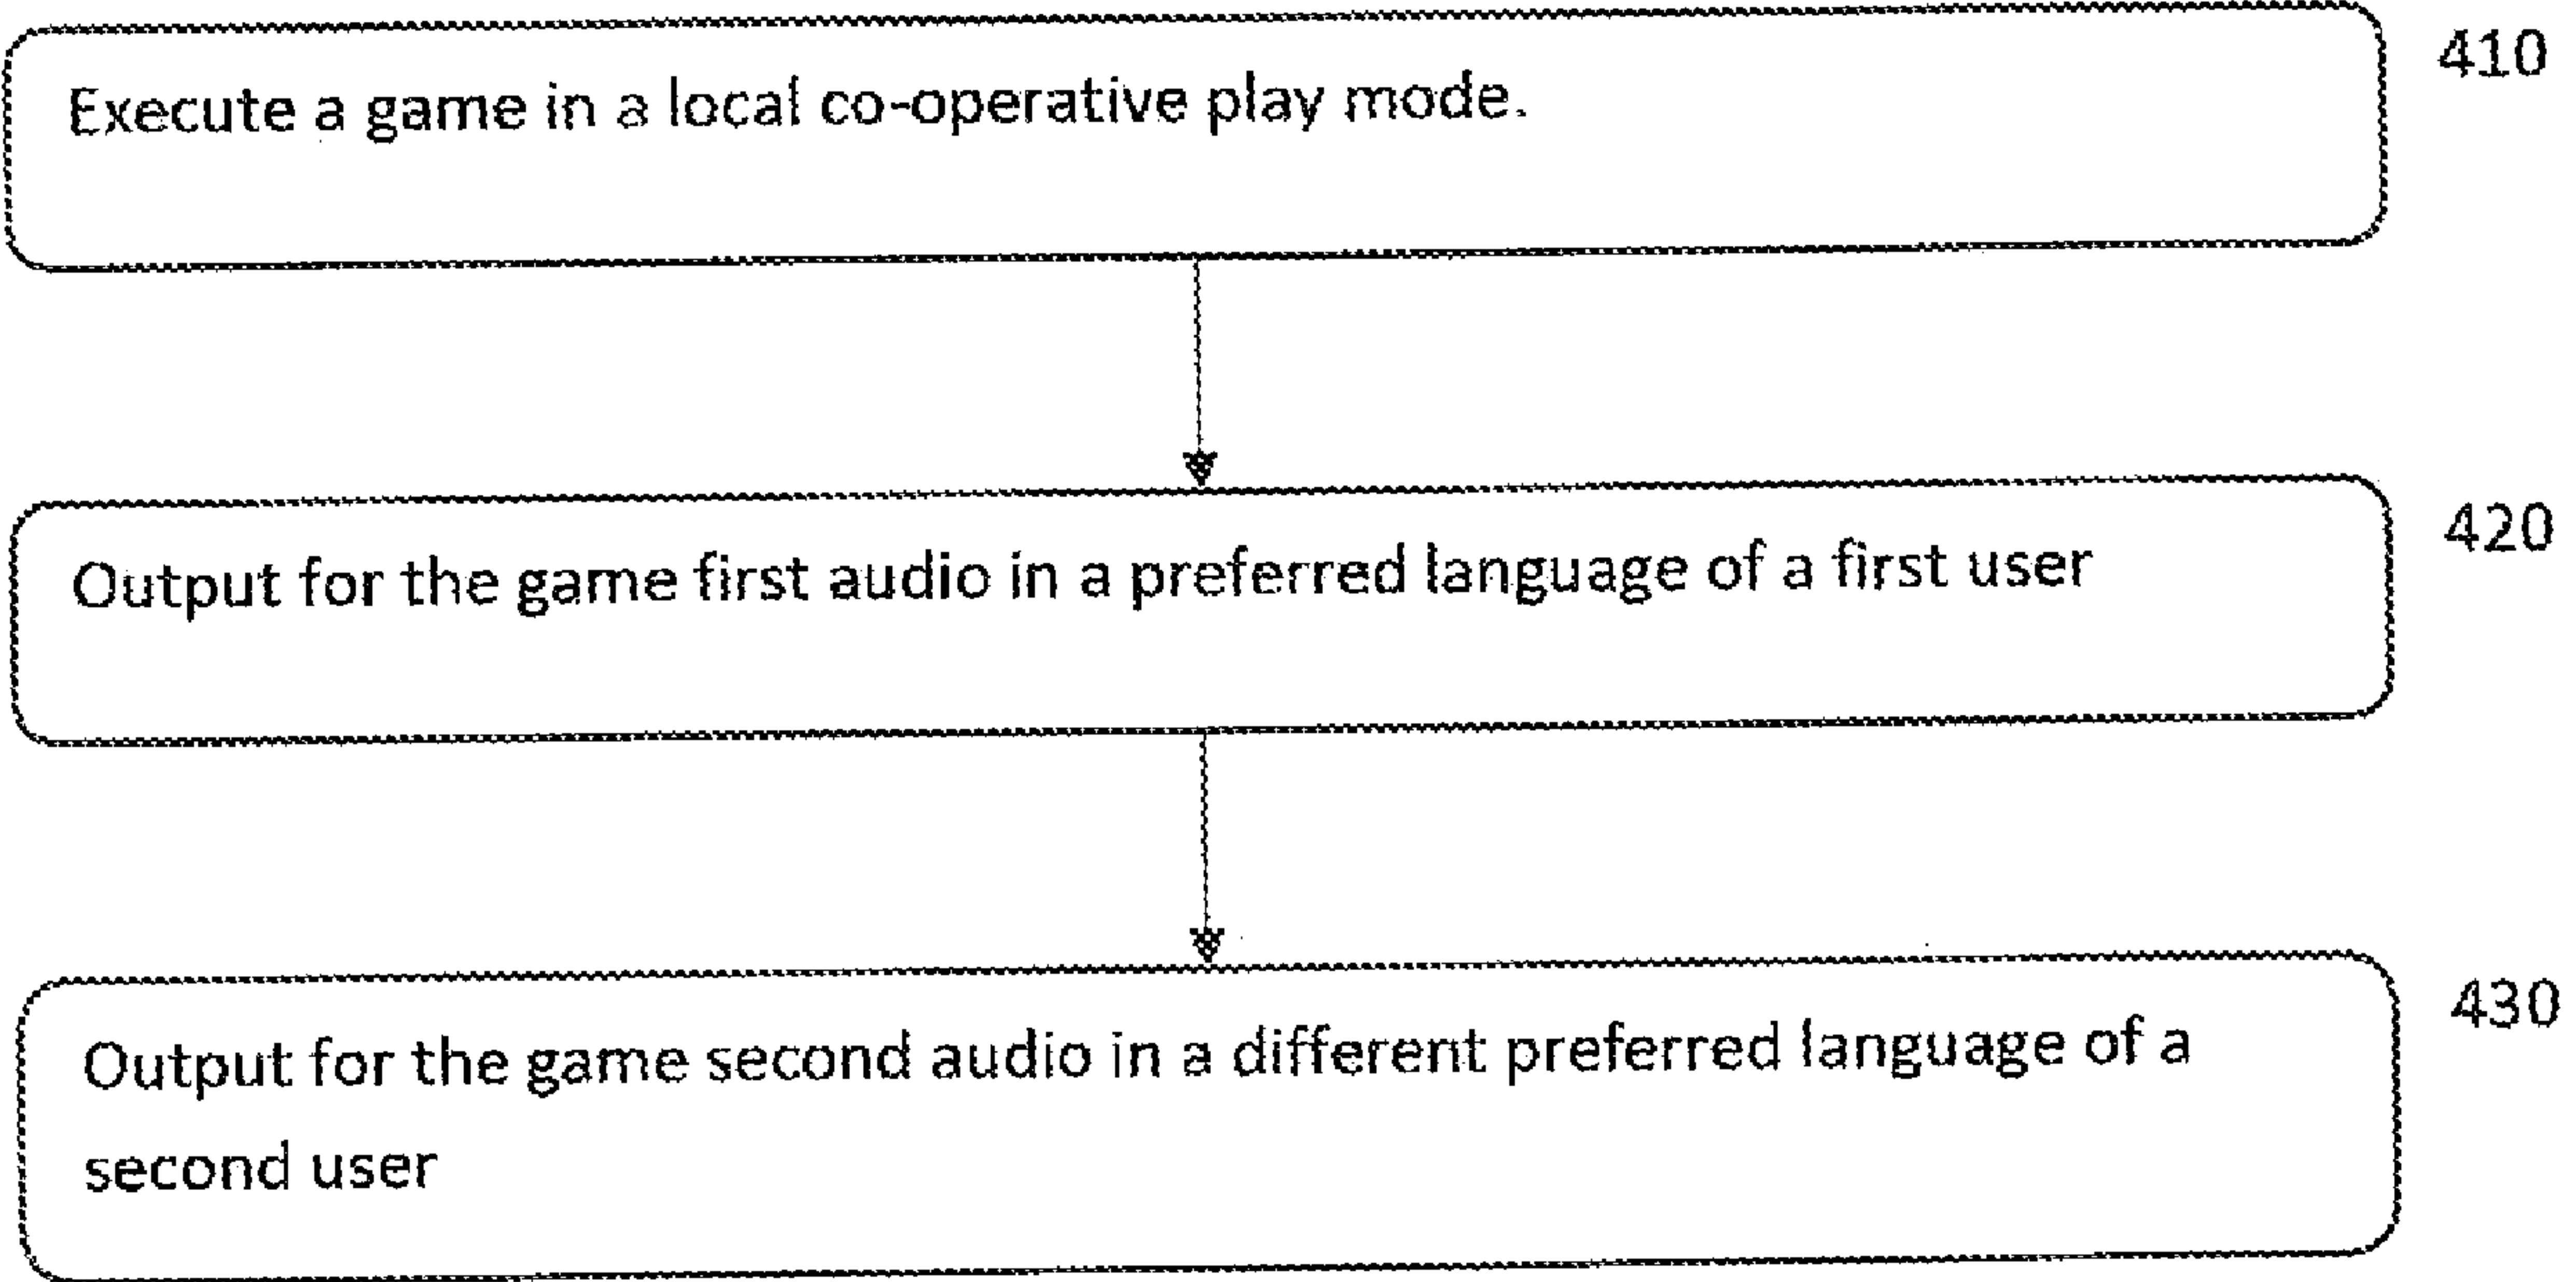 Execute a game in a local co-operative play mode.
410
Output for the game first audio in a preferred language of a first user
420
Output for the game second audio in a different preferred language of a
second user
430